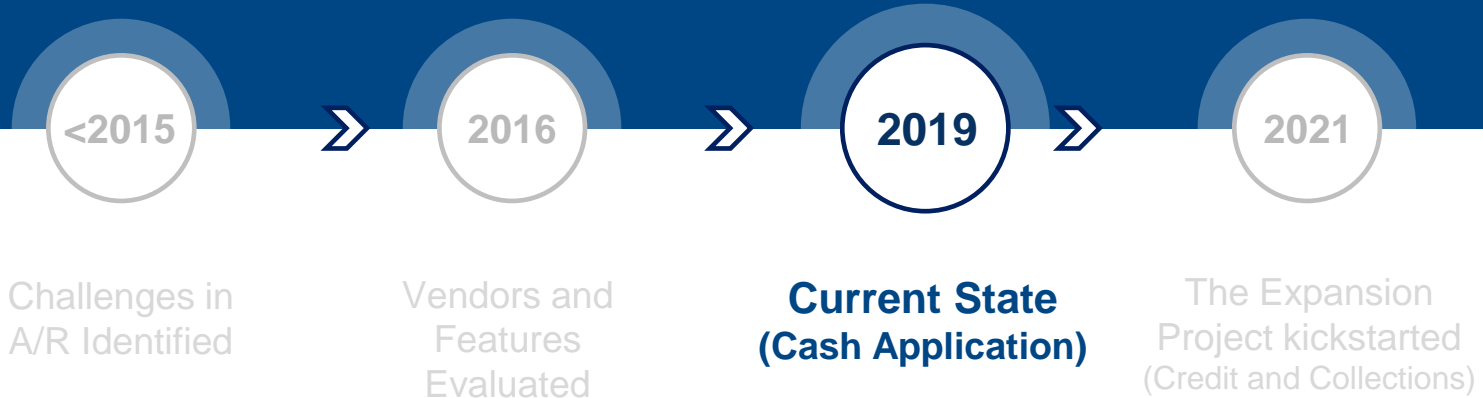 <2015
2016
2019
2021
Challenges in
A/R Identified
Vendors and
Features
Evaluated
Current State
(Cash Application)
The Expansion
Project kickstarted
(Credit and Collections)